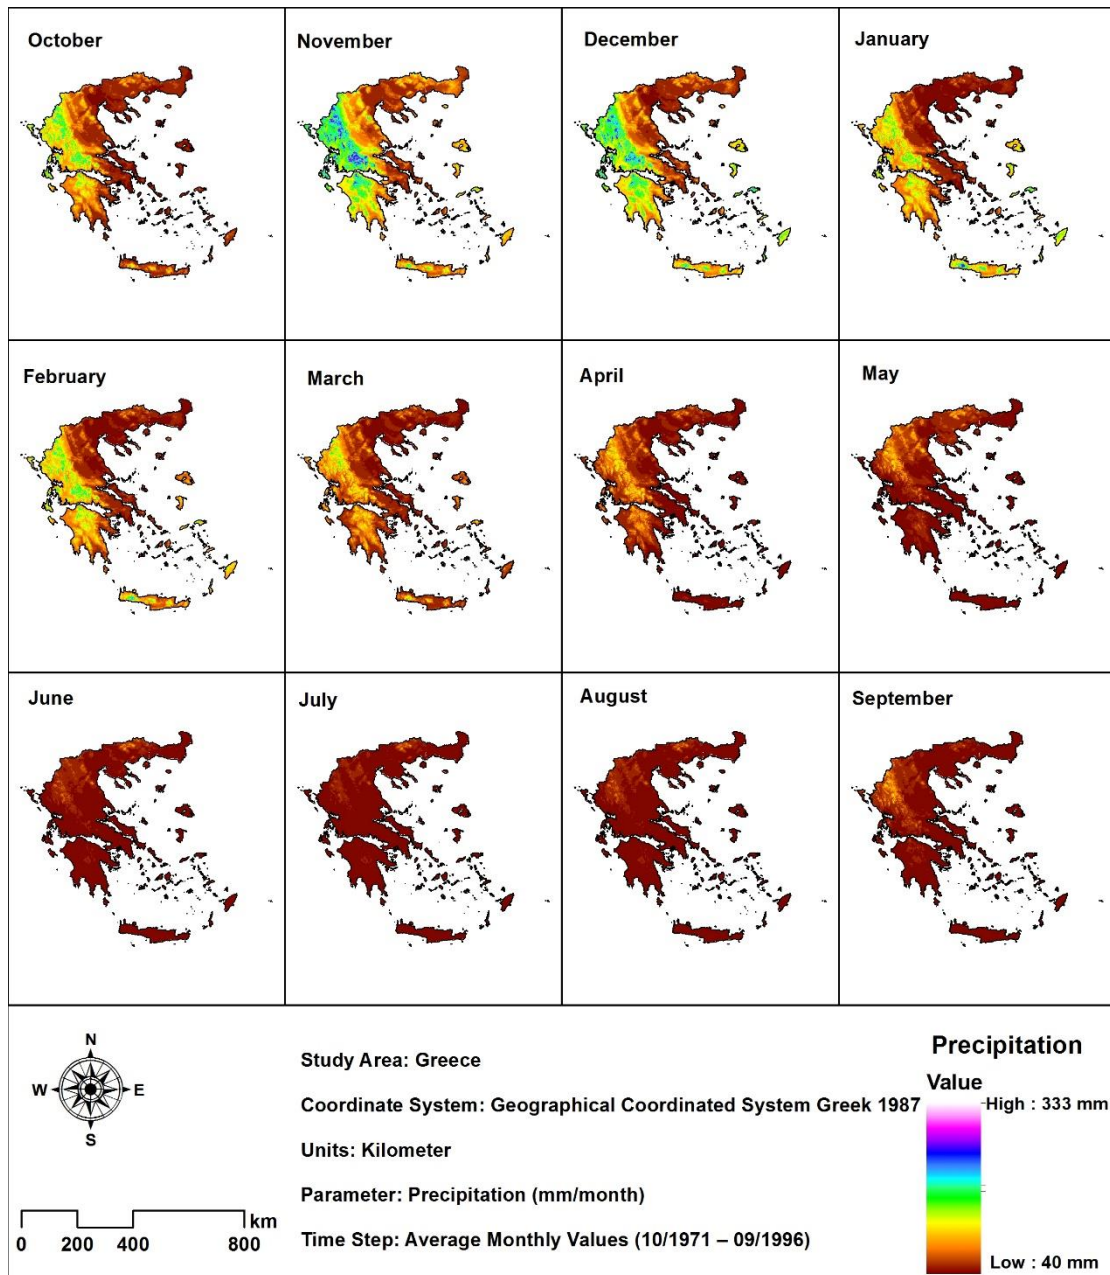 October
November
December
January
February
March
April
May
June
July
August
September
N
W
E
S
km
0
200
400
800
Study Area: Greece
Coordinate System: Geographical Coordinated System Greek 1987
Units: Kilometer
Parameter: Precipitation (mm/month)
Time Step: Average Monthly Values (10/1971 – 09/1996)
Precipitation
Value
High : 333 mm
Low : 40 mm